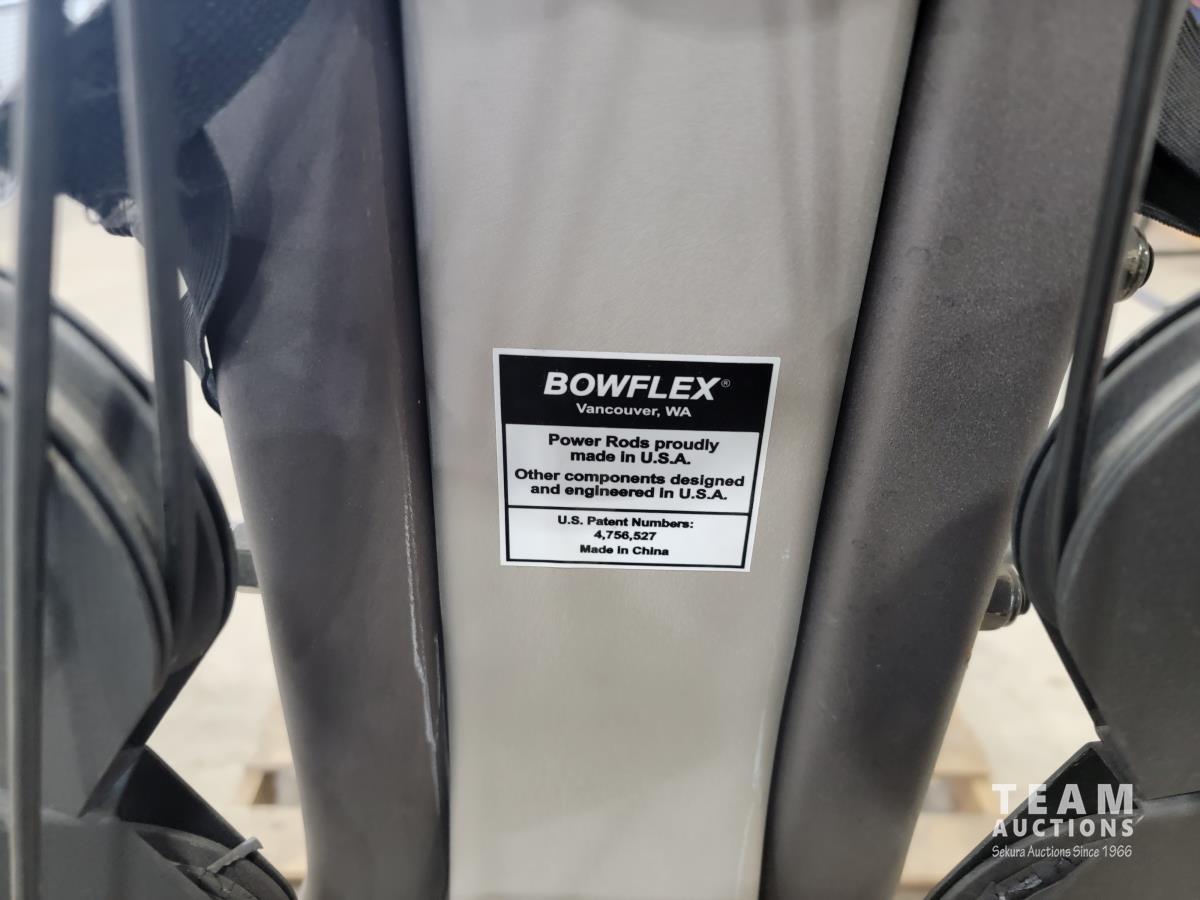 BOWFLEX®
Vancouver, WA
Power Rods proudly
made in U.S.A.
Other components designed
and engineered in U.S.A.
U.S. Patent Numbers:
4,756,527
Made in China
TEAM
AUCTIONS
Sekura Auctions Since 1966